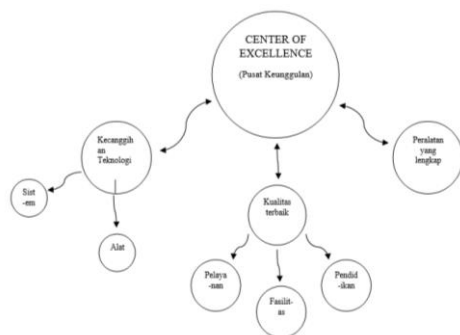 CENTER OF
EXCELLENCE
(Pusat Keunggulan)
Kecanggih
an
Teknologi
Peralatan
yang
lengkap
Sist
-em
Alat
Kualitas
terbaik
Pelaya
-nan
Fasilit-
as
Pendid
-ikan